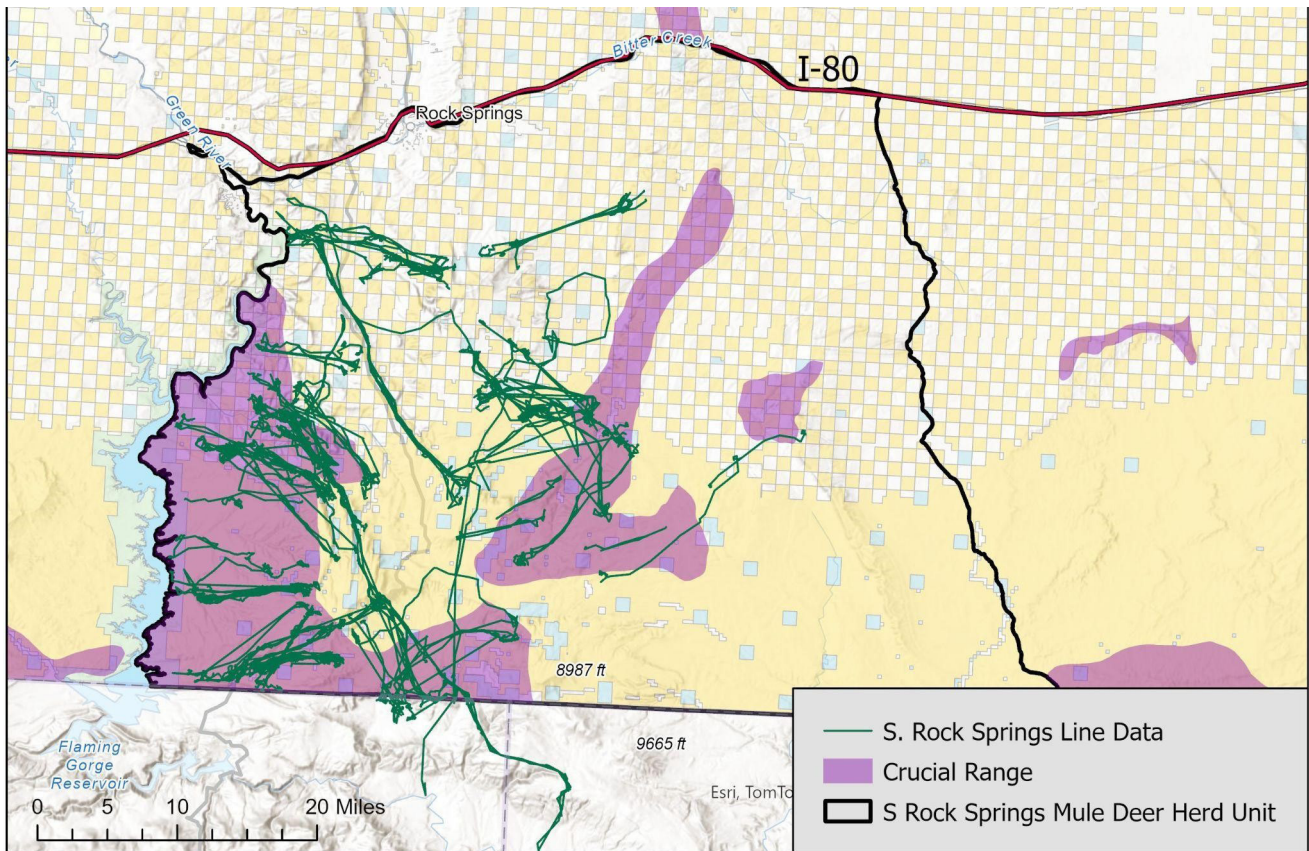 Bitter Creek
I-80
Rock Springs
Green River
8987 ft
9665 ft
Flaming
Gorge
Reservoir
Esri, TomTo
0 5 10 20 Miles
S. Rock Springs Line Data
Crucial Range
S Rock Springs Mule Deer Herd Unit